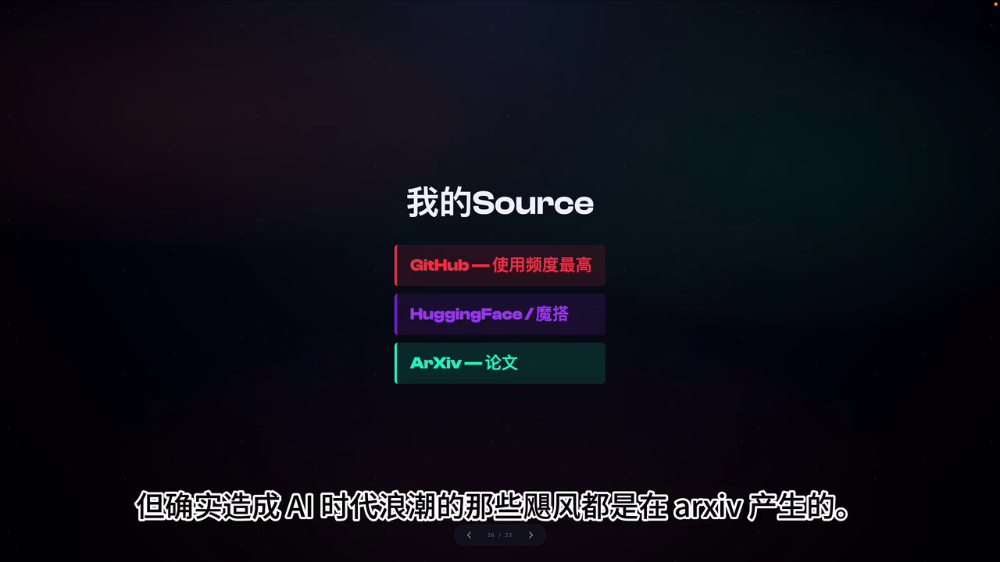 我的Source
GitHub — 使用频度最高
HuggingFace / 魔搭
ArXiv — 论文
但确实造成 AI 时代浪潮的那些飓风都是在 arxiv 产生的。
16 / 23